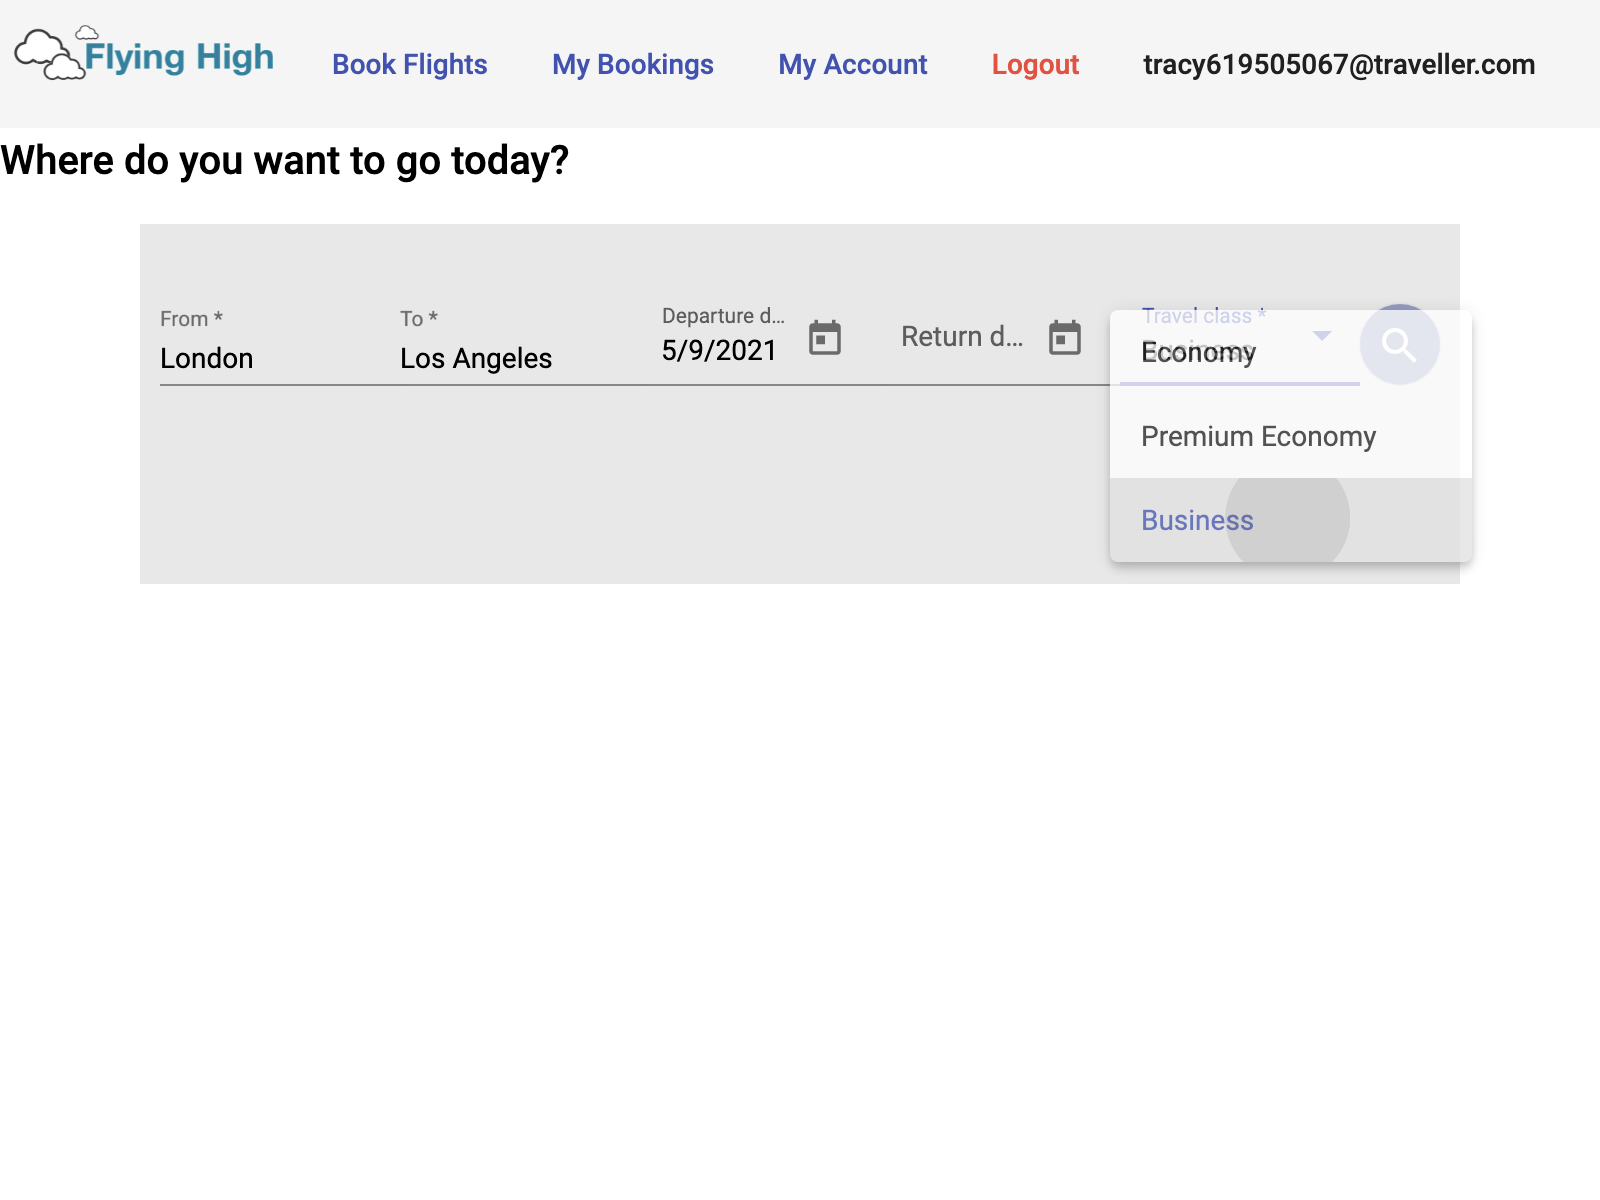 Flying High
Book Flights
My Bookings
My Account
Logout
tracy619505067@traveller.com
Where do you want to go today?
From *
London
To *
Los Angeles
Departure d...
5/9/2021
Return d...
Travel class *
Business
Economy
Premium Economy
Business